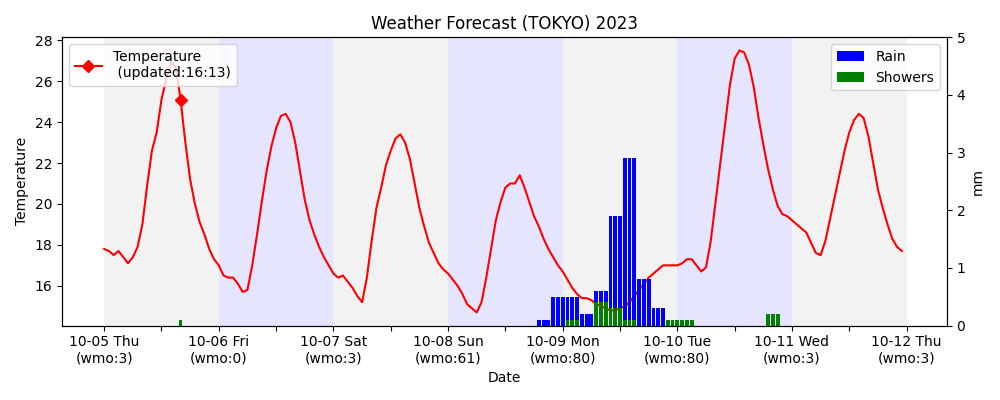 Weather Forecast (TOKYO) 2023
Temperature
(updated:16:13)
Rain
Showers
28
26
24
22
20
18
16
Temperature
5
4
3
2
1
0
mm
10-05 Thu
(wmo:3)
10-06 Fri
(wmo:0)
10-07 Sat
(wmo:3)
10-08 Sun
(wmo:61)
10-09 Mon
(wmo:80)
10-10 Tue
(wmo:80)
10-11 Wed
(wmo:3)
10-12 Thu
(wmo:3)
Date